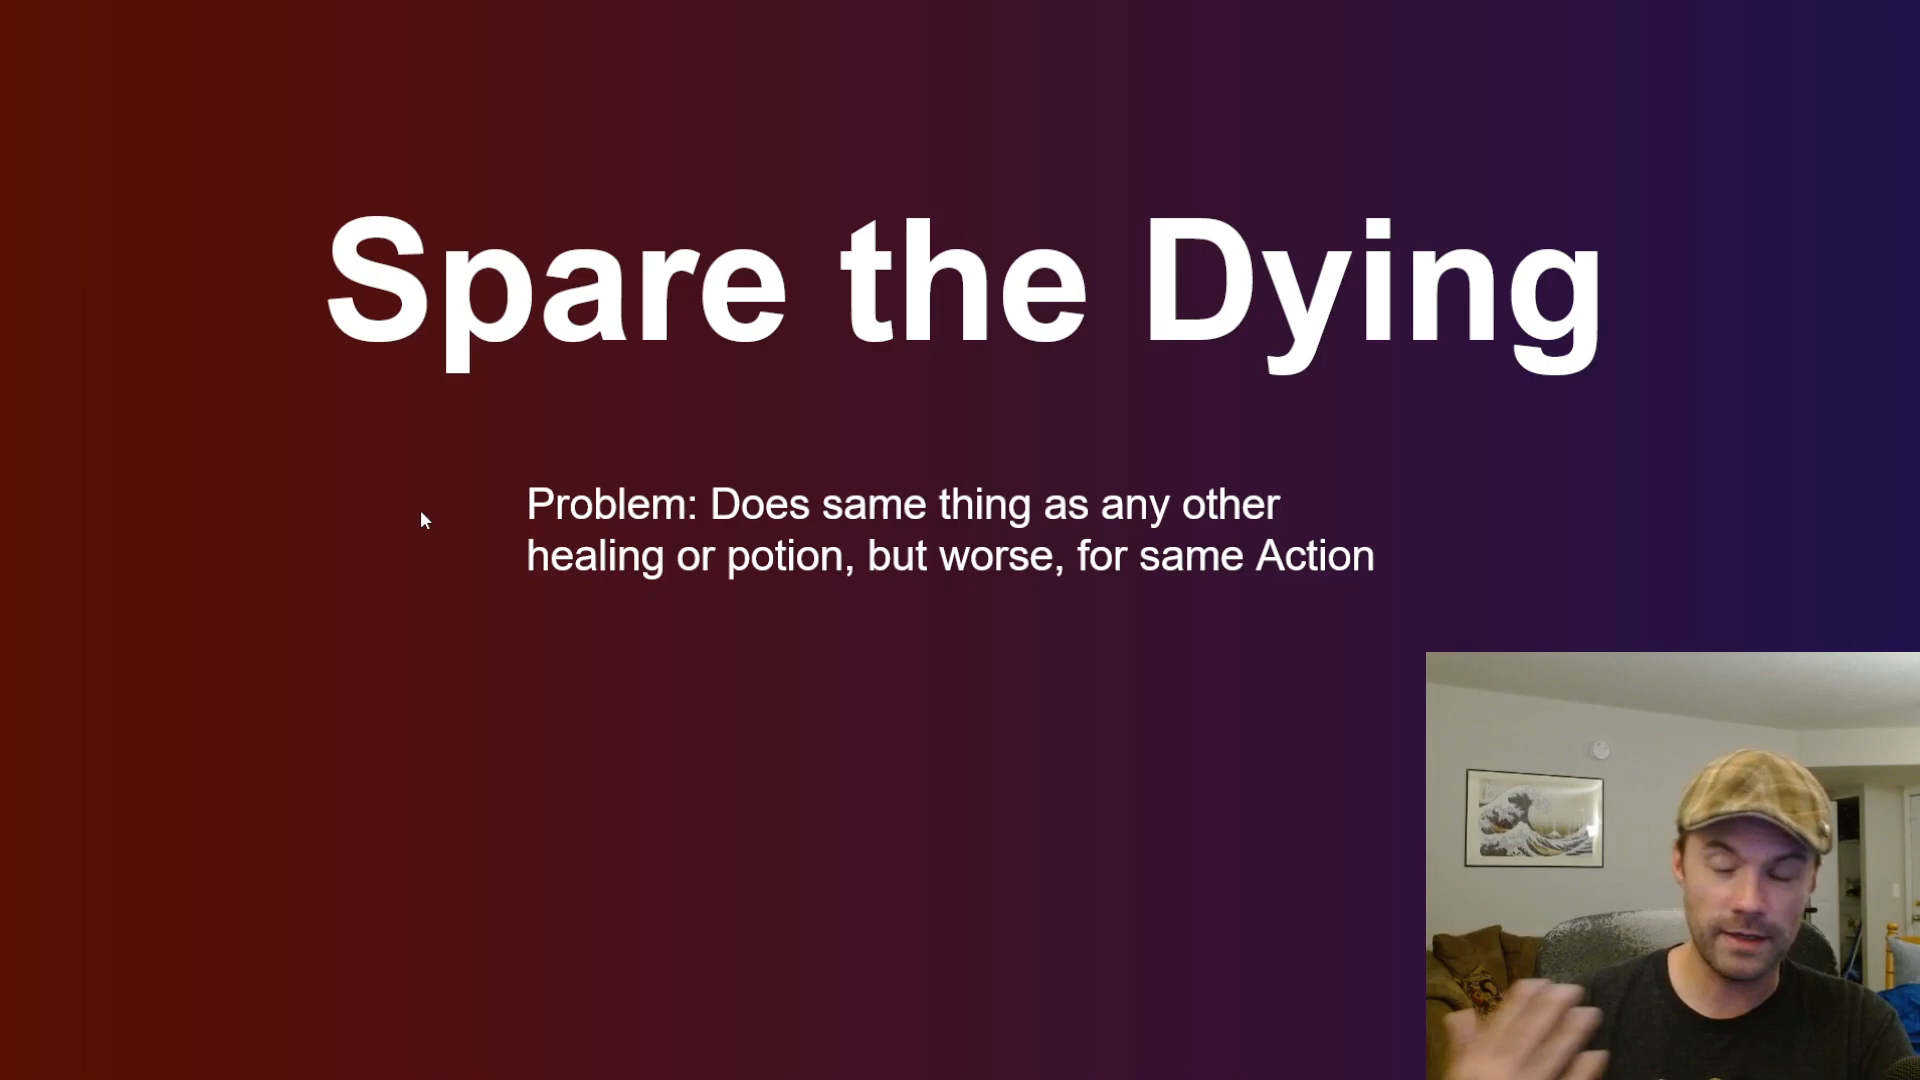 Spare the Dying
Problem: Does same thing as any other
healing or potion, but worse, for same Action